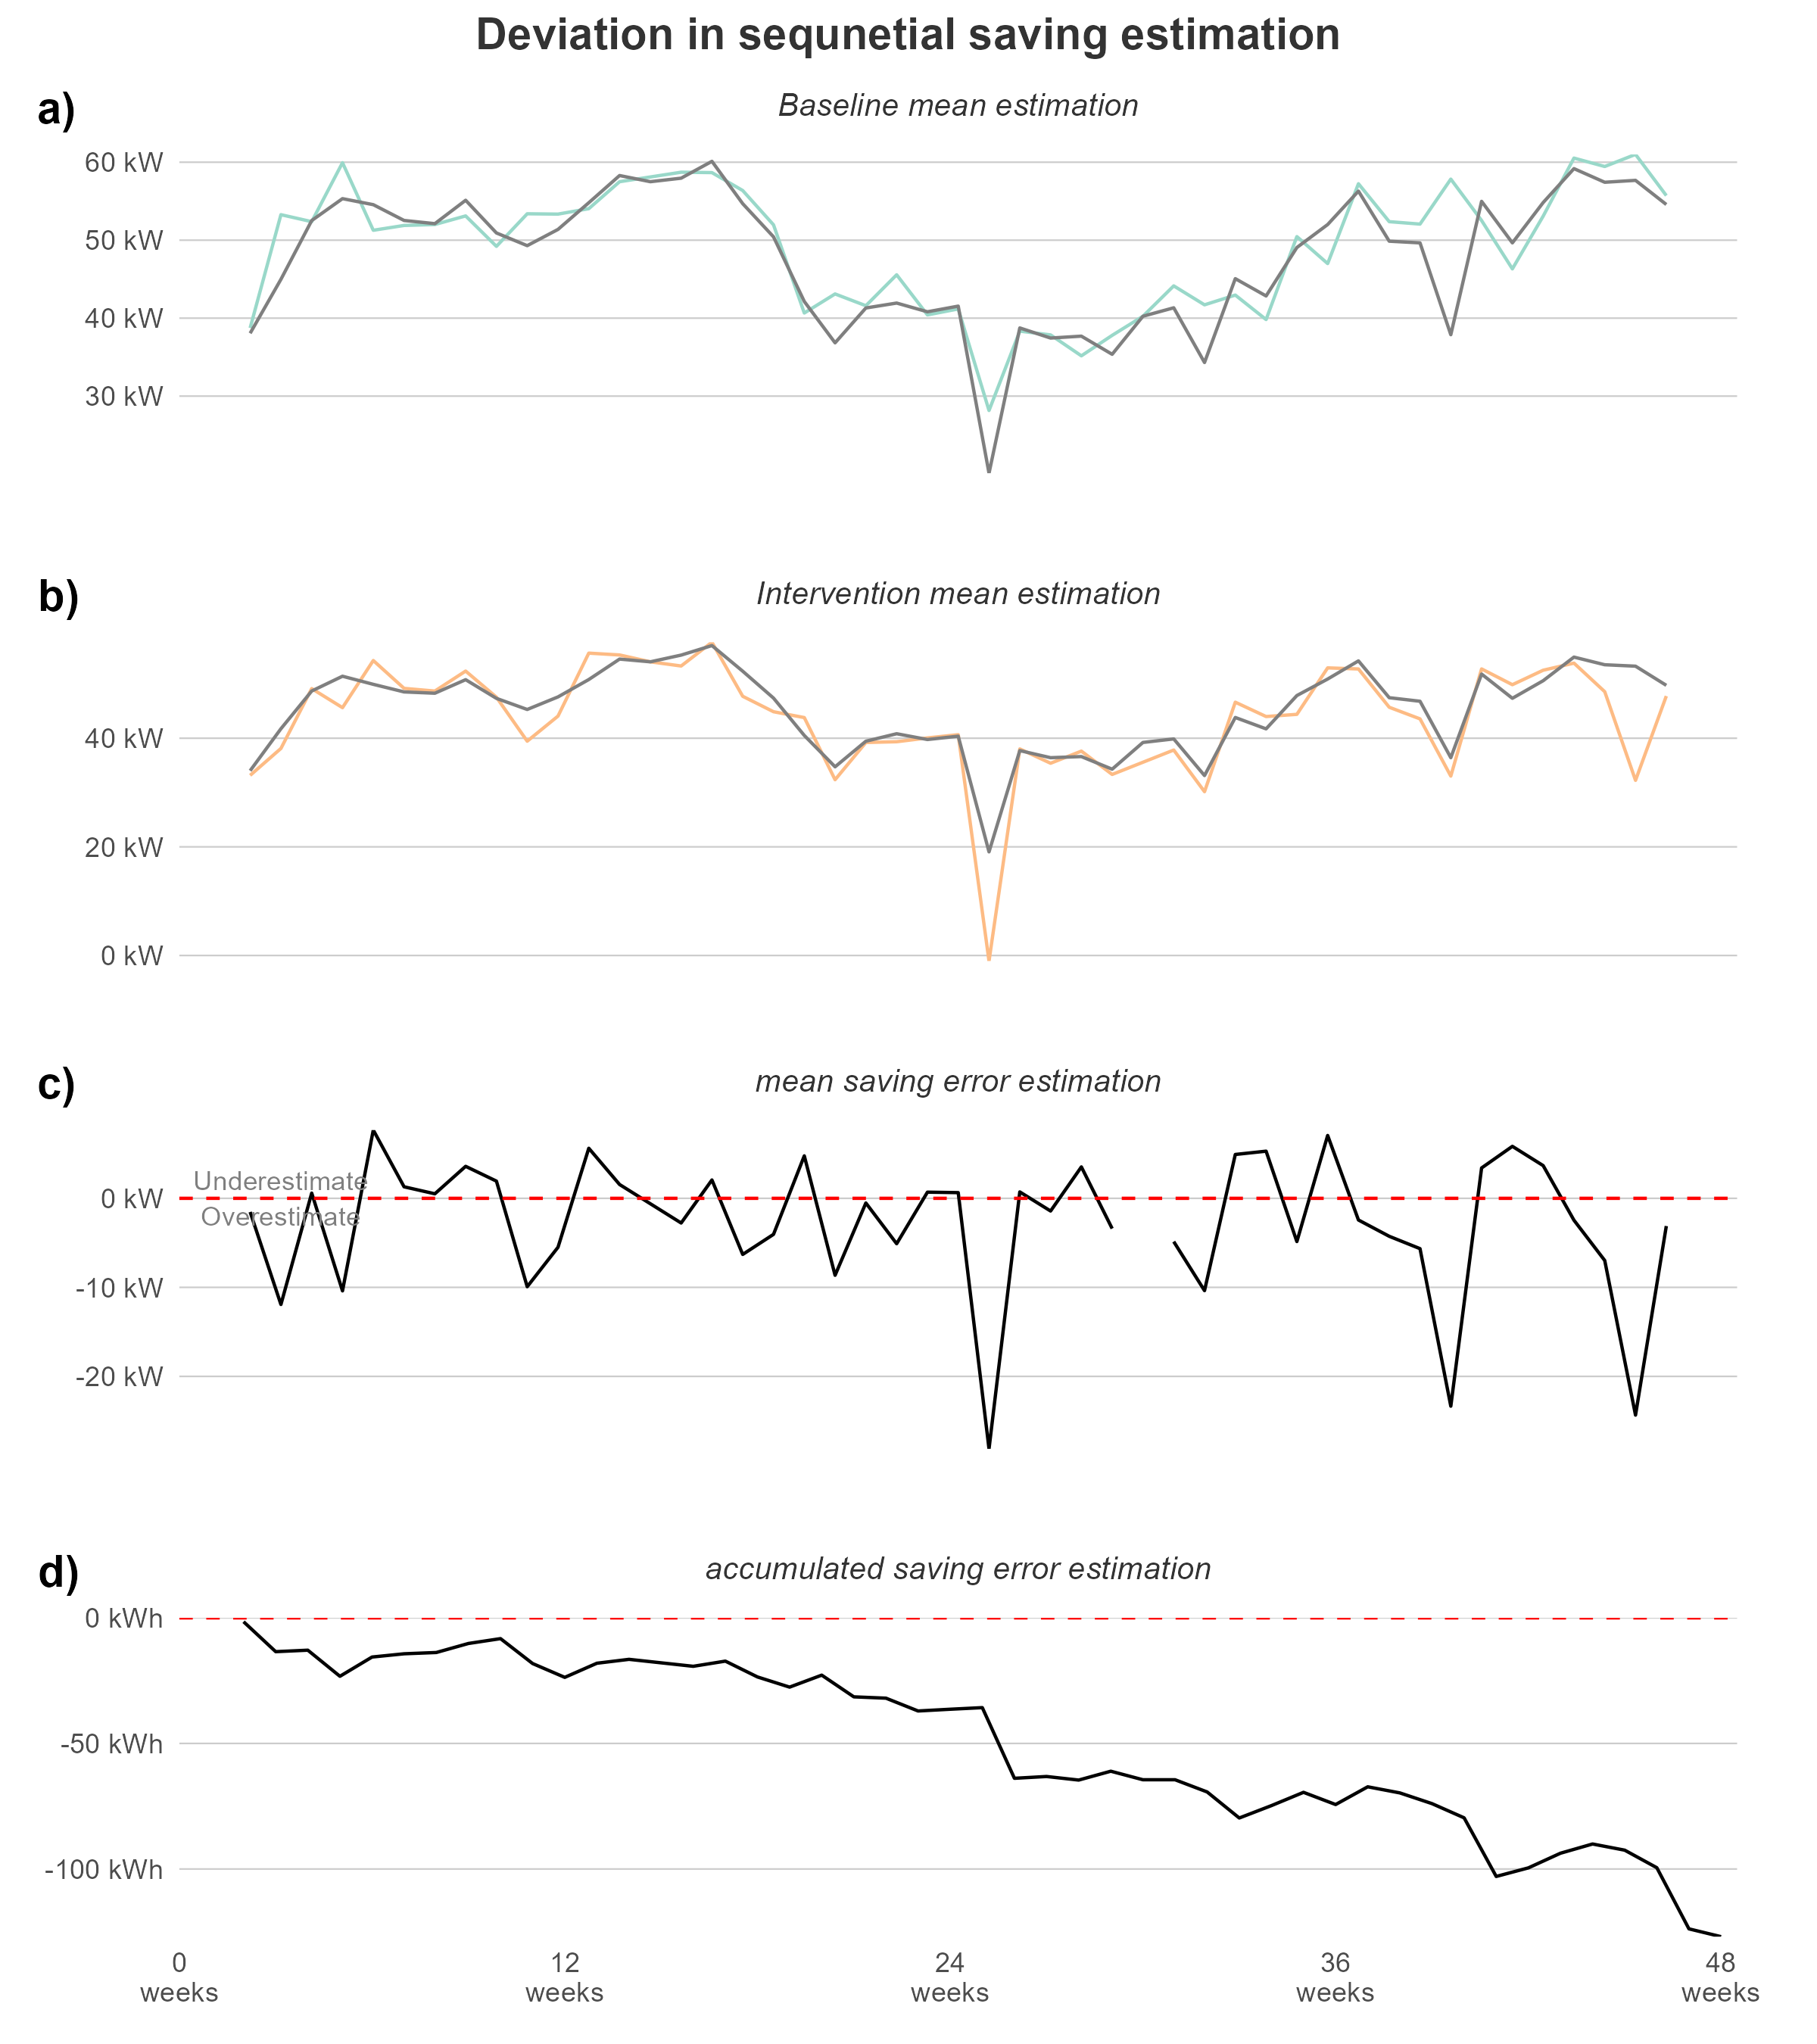 Deviation in sequnetial saving estimation
a)
Baseline mean estimation
60 kW
50 kW
40 kW
30 kW
b)
Intervention mean estimation
40 kW
20 kW
0 kW
c)
mean saving error estimation
Underestimate
0 kW
Overestimate
-10 kW
-20 kW
d)
accumulated saving error estimation
0 kWh
-50 kWh
-100 kWh
0 12 24 36 48
weeks weeks weeks weeks weeks